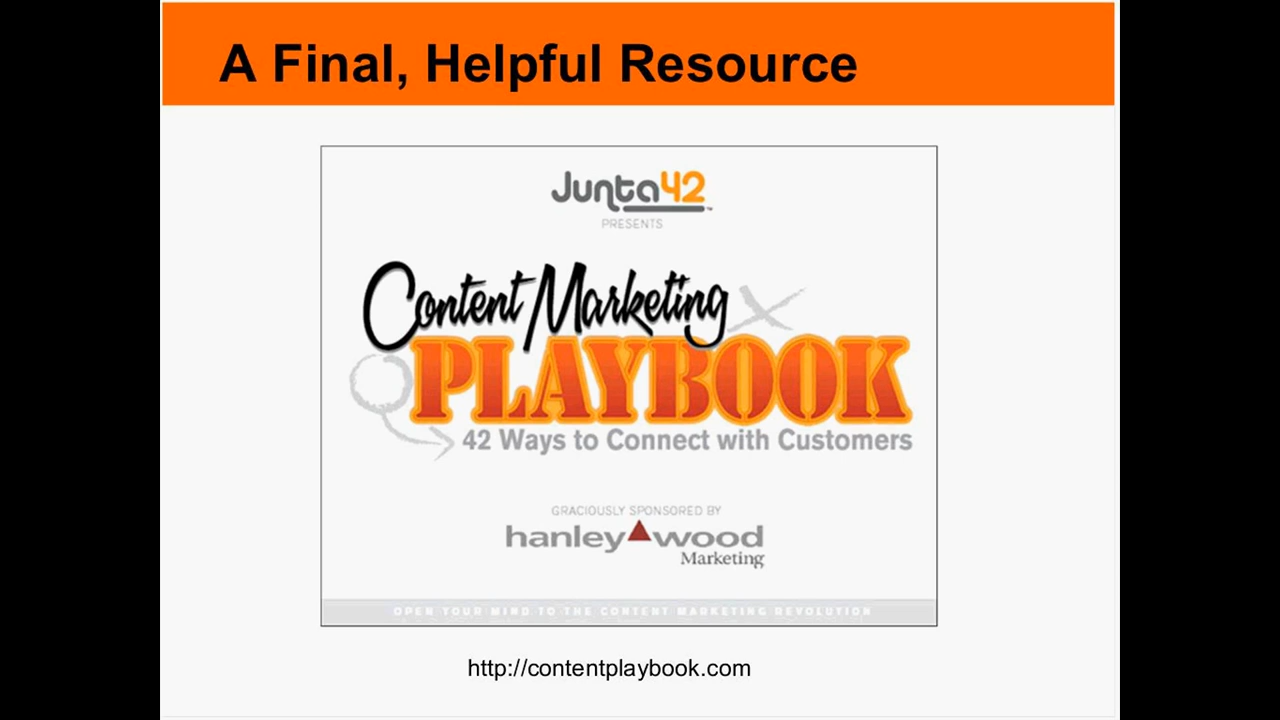 A Final, Helpful Resource
Junta42™
PRESENTS
Content Marketing
PLAYBOOK
42 Ways to Connect with Customers
GRACIOUSLY SPONSORED BY
hanley wood
Marketing
OPEN YOUR MIND TO THE CONTENT MARKETING REVOLUTION
http://contentplaybook.com